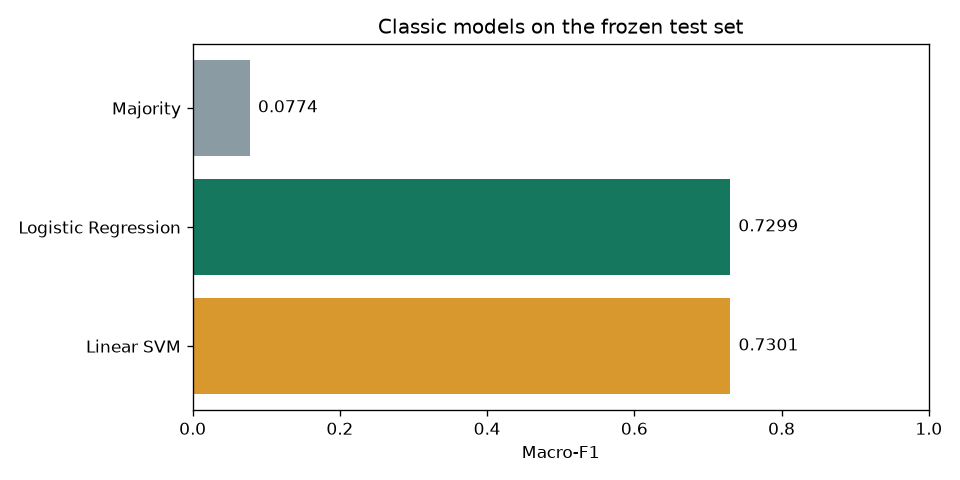 Classic models on the frozen test set
Majority
0.0774
Logistic Regression
0.7299
Linear SVM
0.7301
0.0 0.2 0.4 0.6 0.8 1.0
Macro-F1